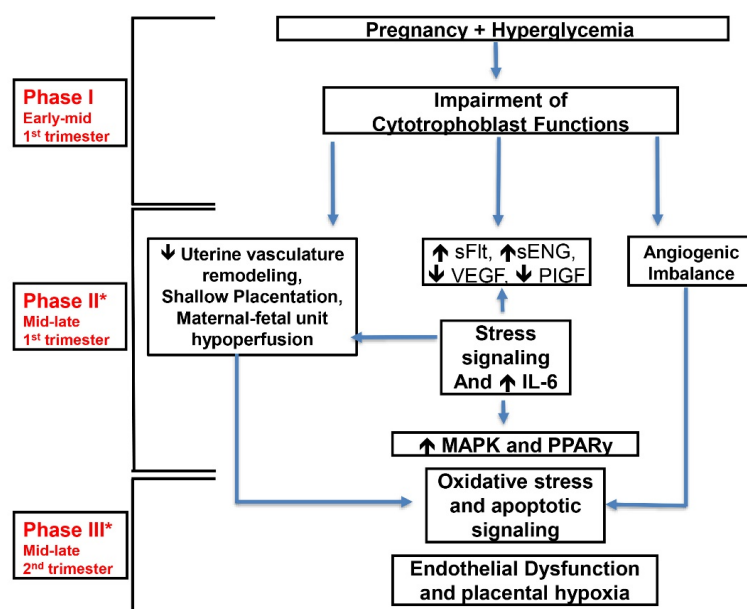 Pregnancy + Hyperglycemia
Phase I
Early-mid
1st trimester
Impairment of
Cytotrophoblast Functions
Phase II*
Mid-late
1st trimester
↓ Uterine vasculature
remodeling,
Shallow Placentation,
Maternal-fetal unit
hypoperfusion
↑ sFlt, ↑sENG,
↓ VEGF, ↓ PIGF
Angiogenic
Imbalance
Stress
signaling
And ↑ IL-6
↑ MAPK and PPARγ
Phase III*
Mid-late
2nd trimester
Oxidative stress
and apoptotic
signaling
Endothelial Dysfunction
and placental hypoxia